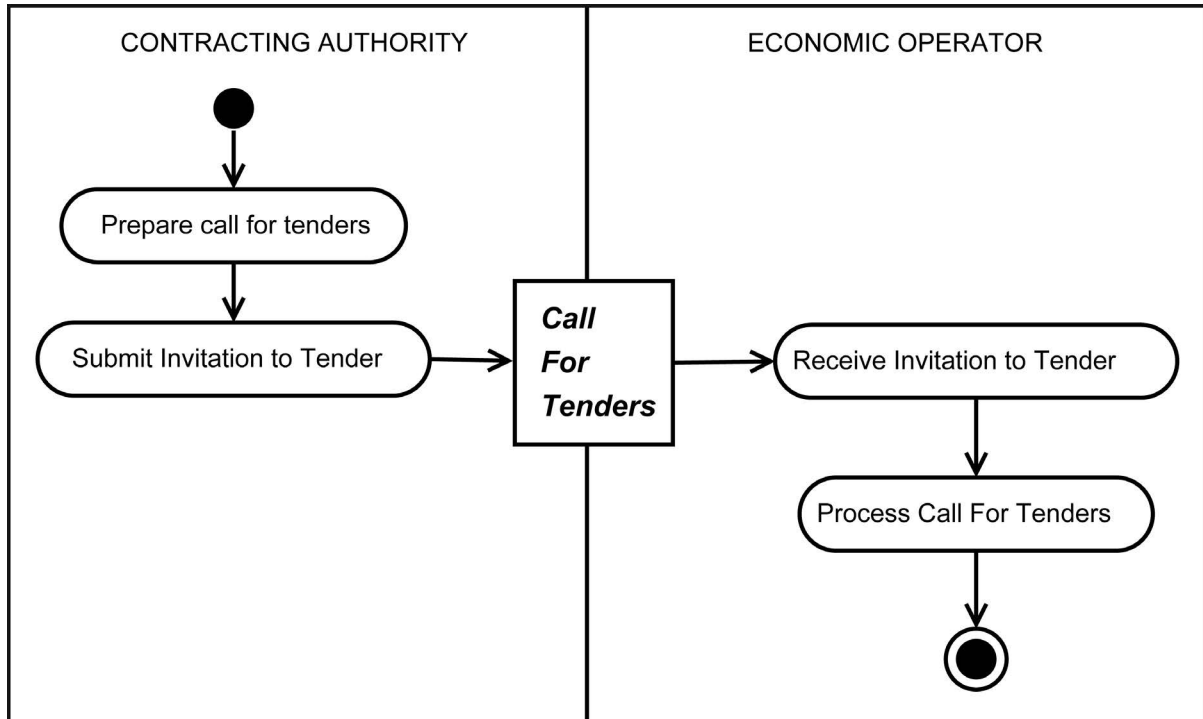 CONTRACTING AUTHORITY
ECONOMIC OPERATOR
Prepare call for tenders
Submit Invitation to Tender
Call
For
Tenders
Receive Invitation to Tender
Process Call For Tenders